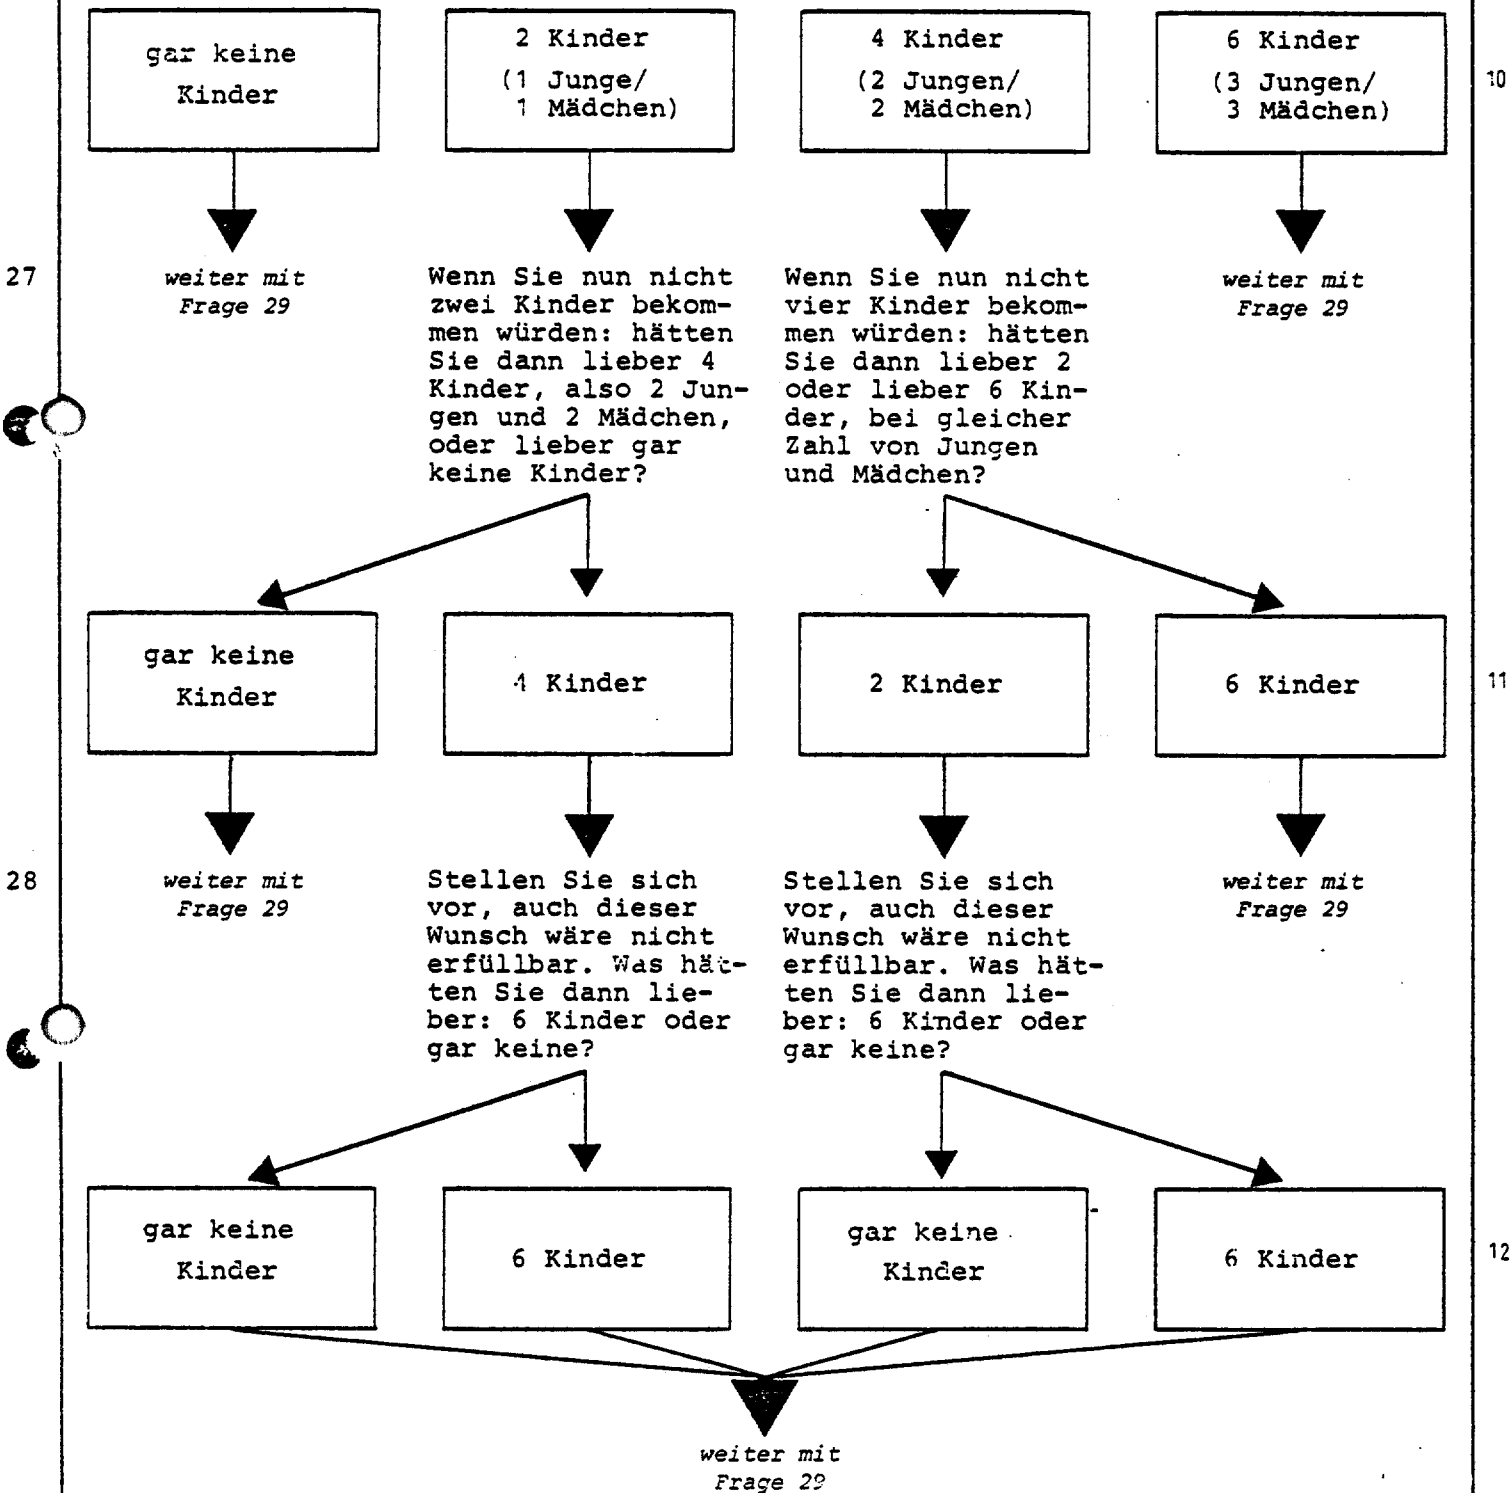 gar keine
Kinder
2 Kinder
(1 Junge/
1 Mädchen)
4 Kinder
(2 Jungen/
2 Mädchen)
6 Kinder
(3 Jungen/
3 Mädchen)
10
27
weiter mit
Frage 29
Wenn Sie nun nicht
zwei Kinder bekom-
men würden: hätten
Sie dann lieber 4
Kinder, also 2 Jun-
gen und 2 Mädchen,
oder lieber gar
keine Kinder?
Wenn Sie nun nicht
vier Kinder bekom-
men würden: hätten
Sie dann lieber 2
oder lieber 6 Kin-
der, bei gleicher
Zahl von Jungen
und Mädchen?
weiter mit
Frage 29
gar keine
Kinder
4 Kinder
2 Kinder
6 Kinder
11
28
weiter mit
Frage 29
Stellen Sie sich
vor, auch dieser
Wunsch wäre nicht
erfüllbar. Was hät-
ten Sie dann lie-
ber: 6 Kinder oder
gar keine?
Stellen Sie sich
vor, auch dieser
Wunsch wäre nicht
erfüllbar. Was hät-
ten Sie dann lie-
ber: 6 Kinder oder
gar keine?
weiter mit
Frage 29
gar keine
Kinder
6 Kinder
gar keine
Kinder
6 Kinder
12
weiter mit
Frage 29